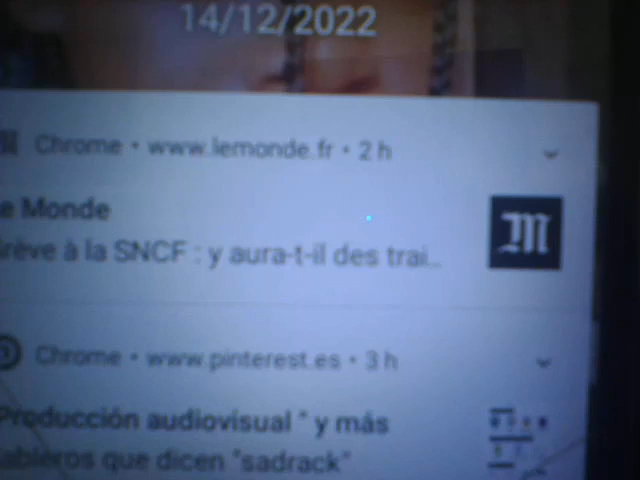 14/12/2022
Chrome • www.lemonde.fr • 2 h
e Monde
rève à la SNCF : y aura-t-il des trai...
M
Chrome • www.pinterest.es • 3 h
Producción audiovisual " y más
ableros que dicen "sadrack"